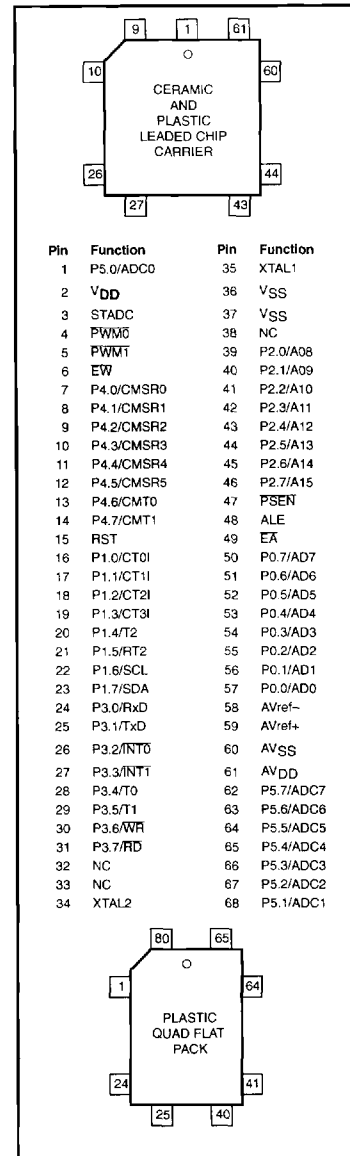 9 1 61
10 60
CERAMIC
AND
PLASTIC
LEADED CHIP
CARRIER
26 44
27 43
Pin Function Pin Function
1 P5.0/ADC0 35 XTAL1
2 VDD 36 VSS
3 STADC 37 VSS
4 P̅W̅M̅0̅ 38 NC
5 P̅W̅M̅1̅ 39 P2.0/A08
6 E̅W̅ 40 P2.1/A09
7 P4.0/CMSR0 41 P2.2/A10
8 P4.1/CMSR1 42 P2.3/A11
9 P4.2/CMSR2 43 P2.4/A12
10 P4.3/CMSR3 44 P2.5/A13
11 P4.4/CMSR4 45 P2.6/A14
12 P4.5/CMSR5 46 P2.7/A15
13 P4.6/CMT0 47 P̅S̅E̅N̅
14 P4.7/CMT1 48 ALE
15 RST 49 E̅A̅
16 P1.0/CT0I 50 P0.7/AD7
17 P1.1/CT1I 51 P0.6/AD6
18 P1.2/CT2I 52 P0.5/AD5
19 P1.3/CT3I 53 P0.4/AD4
20 P1.4/T2 54 P0.3/AD3
21 P1.5/RT2 55 P0.2/AD2
22 P1.6/SCL 56 P0.1/AD1
23 P1.7/SDA 57 P0.0/AD0
24 P3.0/RxD 58 AVref–
25 P3.1/TxD 59 AVref+
26 P3.2/I̅N̅T̅0̅ 60 AVSS
27 P3.3/I̅N̅T̅1̅ 61 AVDD
28 P3.4/T0 62 P5.7/ADC7
29 P3.5/T1 63 P5.6/ADC6
30 P3.6/W̅R̅ 64 P5.5/ADC5
31 P3.7/R̅D̅ 65 P5.4/ADC4
32 NC 66 P5.3/ADC3
33 NC 67 P5.2/ADC2
34 XTAL2 68 P5.1/ADC1
80 65
1 64
PLASTIC
QUAD FLAT
PACK
24 41
25 40